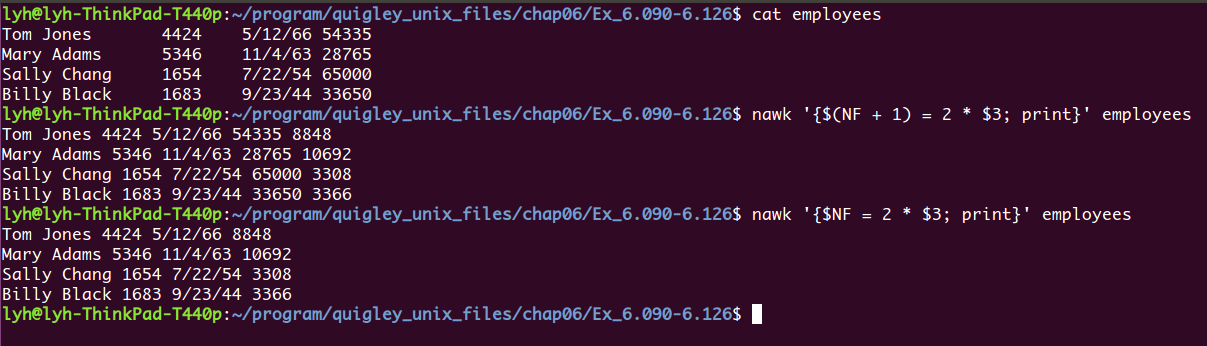 lyh@lyh-ThinkPad-T440p:~/program/quigley_unix_files/chap06/Ex_6.090-6.126$ cat employees
Tom Jones       4424    5/12/66 54335
Mary Adams      5346    11/4/63 28765
Sally Chang     1654    7/22/54 65000
Billy Black     1683    9/23/44 33650
lyh@lyh-ThinkPad-T440p:~/program/quigley_unix_files/chap06/Ex_6.090-6.126$ nawk '{$(NF + 1) = 2 * $3; print}' employees
Tom Jones 4424 5/12/66 54335 8848
Mary Adams 5346 11/4/63 28765 10692
Sally Chang 1654 7/22/54 65000 3308
Billy Black 1683 9/23/44 33650 3366
lyh@lyh-ThinkPad-T440p:~/program/quigley_unix_files/chap06/Ex_6.090-6.126$ nawk '{$NF = 2 * $3; print}' employees
Tom Jones 4424 5/12/66 8848
Mary Adams 5346 11/4/63 10692
Sally Chang 1654 7/22/54 3308
Billy Black 1683 9/23/44 3366
lyh@lyh-ThinkPad-T440p:~/program/quigley_unix_files/chap06/Ex_6.090-6.126$